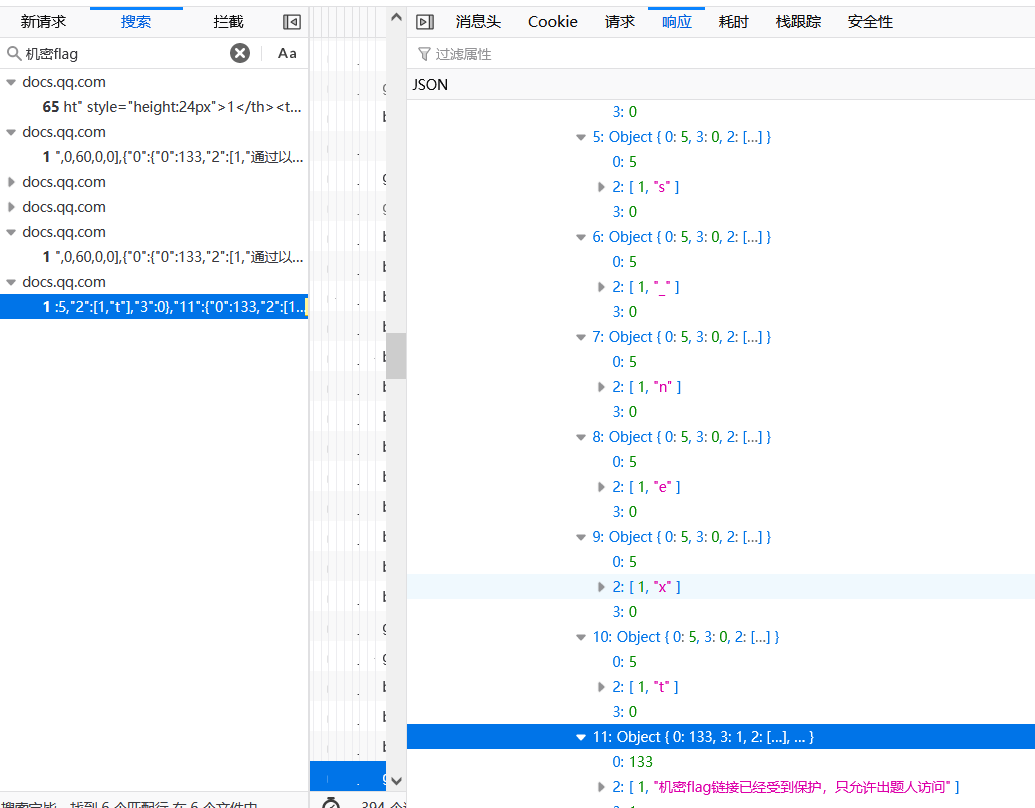 新请求 搜索 拦截
机密flag Aa
docs.qq.com
65 ht" style="height:24px">1</th><t...
docs.qq.com
1 ",0,60,0,0],{"0":{"0":133,"2":[1,"通过以...
docs.qq.com
docs.qq.com
docs.qq.com
1 ",0,60,0,0],{"0":{"0":133,"2":[1,"通过以...
docs.qq.com
1 :5,"2":[1,"t"],"3":0},"11":{"0":133,"2":[1...
搜索完毕。找到 6 个匹配行 在 6 个文件中
消息头 Cookie 请求 响应 耗时 栈跟踪 安全性
过滤属性
JSON
3: 0
5: Object { 0: 5, 3: 0, 2: […] }
0: 5
2: [ 1, "s" ]
3: 0
6: Object { 0: 5, 3: 0, 2: […] }
0: 5
2: [ 1, "_" ]
3: 0
7: Object { 0: 5, 3: 0, 2: […] }
0: 5
2: [ 1, "n" ]
3: 0
8: Object { 0: 5, 3: 0, 2: […] }
0: 5
2: [ 1, "e" ]
3: 0
9: Object { 0: 5, 3: 0, 2: […] }
0: 5
2: [ 1, "x" ]
3: 0
10: Object { 0: 5, 3: 0, 2: […] }
0: 5
2: [ 1, "t" ]
3: 0
11: Object { 0: 133, 3: 1, 2: […], … }
0: 133
2: [ 1, "机密flag链接已经受到保护，只允许出题人访问" ]